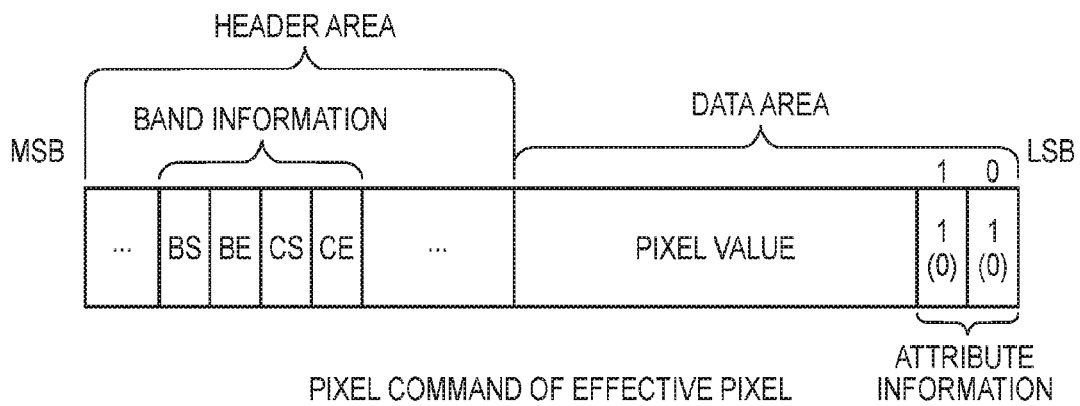 HEADER AREA
BAND INFORMATION
DATA AREA
MSB
LSB
1 0
... BS BE CS CE ... PIXEL VALUE 1 1
(0) (0)
ATTRIBUTE
INFORMATION
PIXEL COMMAND OF EFFECTIVE PIXEL